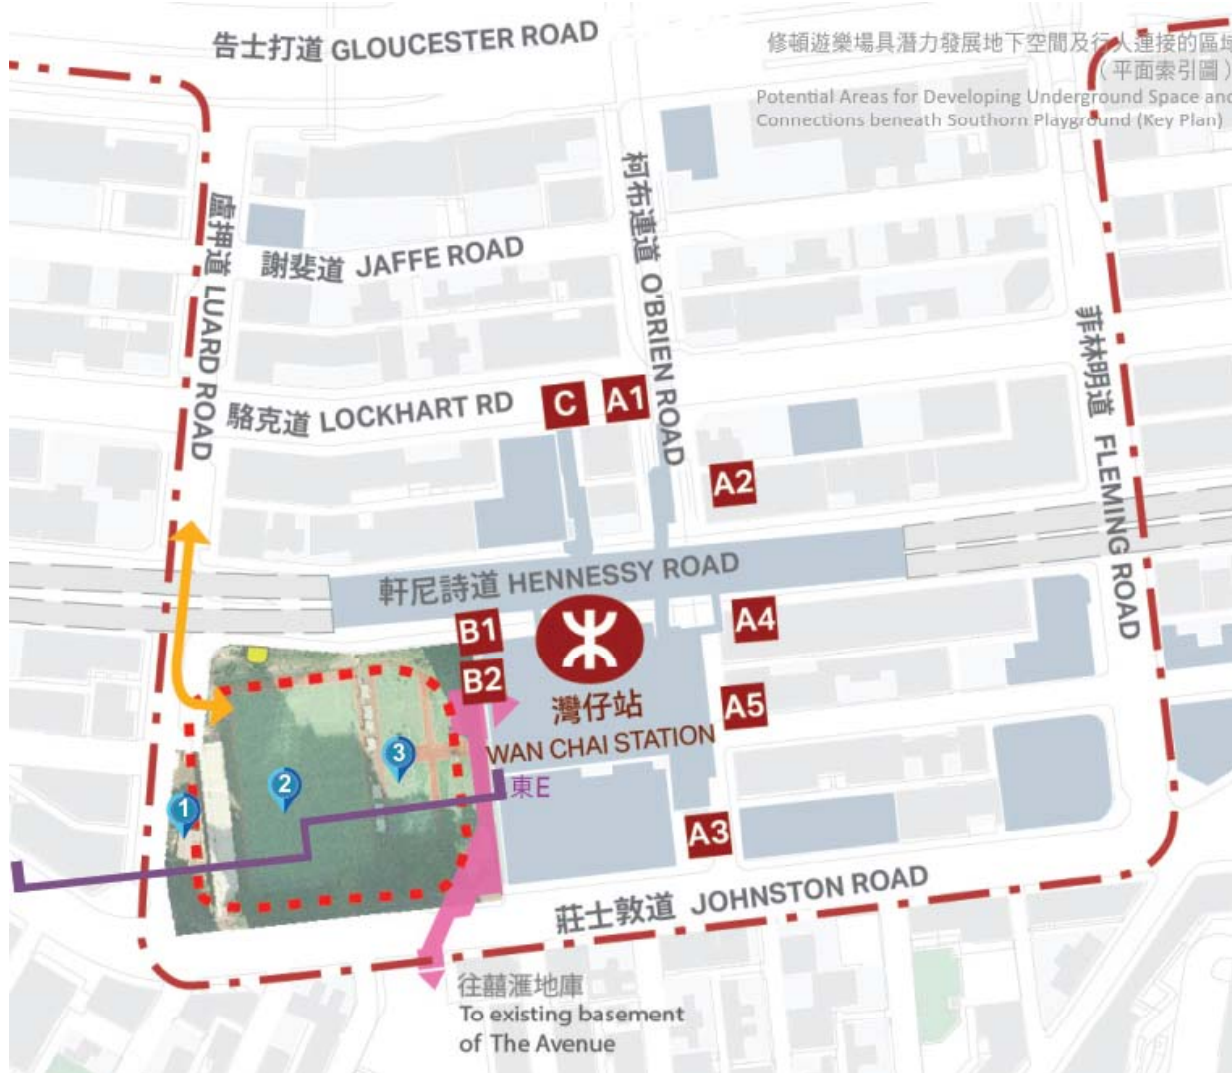 告士打道 GLOUCESTER ROAD
修頓遊樂場具潛力發展地下空間及行人連接的區域
（平面索引圖）
Potential Areas for Developing Underground Space and
Connections beneath Southorn Playground (Key Plan)
柯布連道 O'BRIEN ROAD
盧押道 LUARD ROAD
謝斐道 JAFFE ROAD
菲林明道 FLEMING ROAD
駱克道 LOCKHART RD
C
A1
A2
軒尼詩道 HENNESSY ROAD
B1
A4
B2
灣仔站
A5
WAN CHAI STATION
3
東E
2
1
A3
莊士敦道 JOHNSTON ROAD
往囍滙地庫
To existing basement
of The Avenue